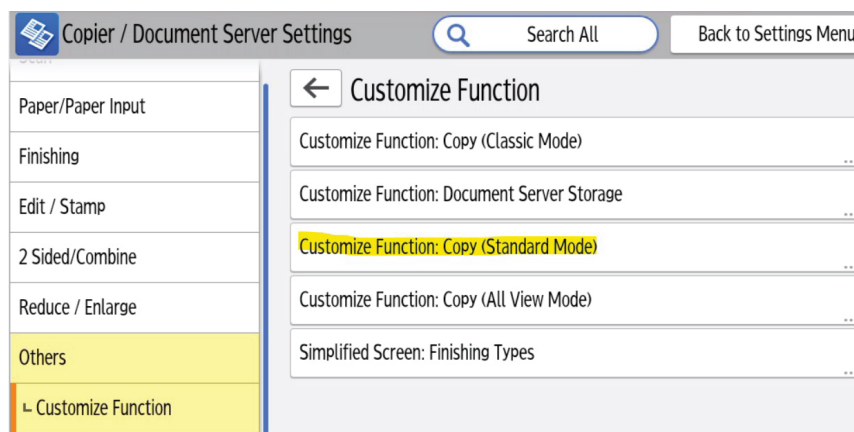 Copier / Document Server Settings
Search All
Back to Settings Menu
Paper/Paper Input
Finishing
Edit / Stamp
2 Sided/Combine
Reduce / Enlarge
Others
Customize Function
Customize Function
Customize Function: Copy (Classic Mode)
Customize Function: Document Server Storage
Customize Function: Copy (Standard Mode)
Customize Function: Copy (All View Mode)
Simplified Screen: Finishing Types